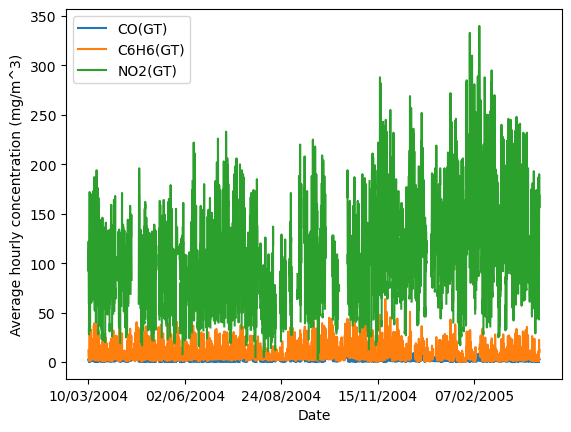 CO(GT)
C6H6(GT)
NO2(GT)
350
300
250
200
150
100
50
0
Average hourly concentration (mg/m^3)
10/03/2004 02/06/2004 24/08/2004 15/11/2004 07/02/2005
Date